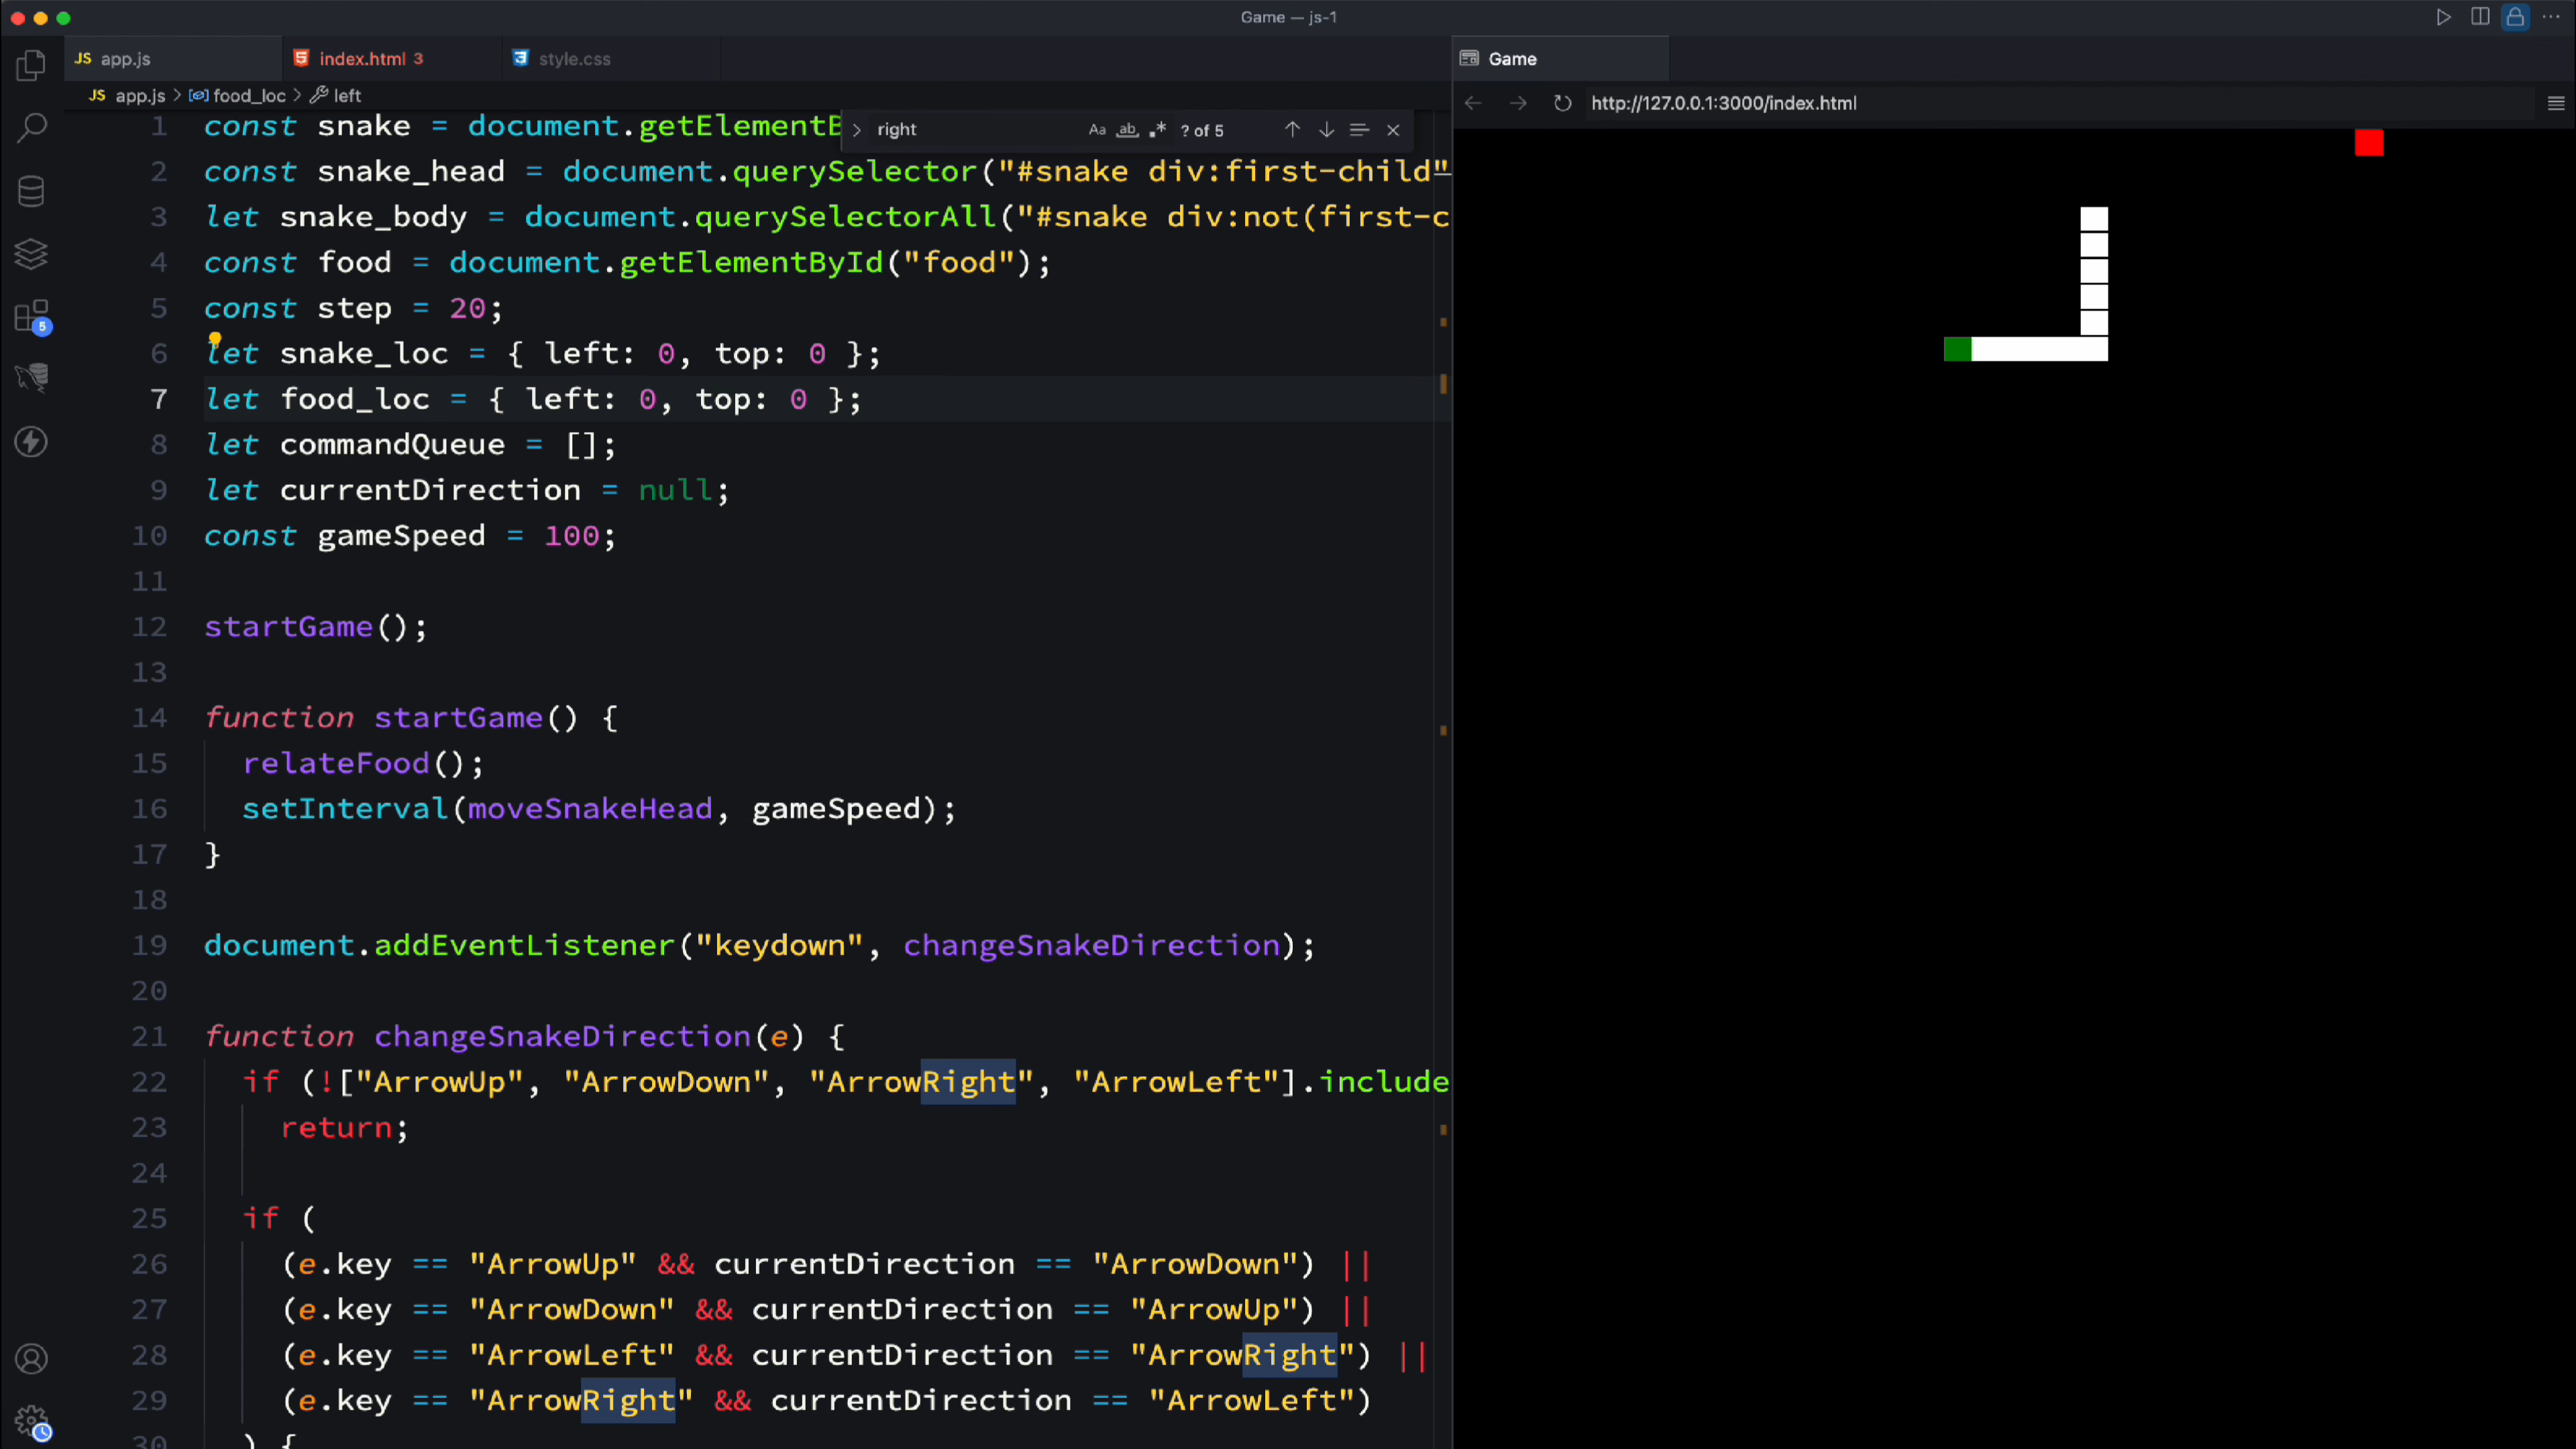 Game — js-1
JS app.js
index.html 3
style.css
Game
JS app.js > food_loc > left
http://127.0.0.1:3000/index.html
right Aa ab .* ? of 5
1 const snake = document.getElementB
2 const snake_head = document.querySelector("#snake div:first-child"
3 let snake_body = document.querySelectorAll("#snake div:not(first-c
4 const food = document.getElementById("food");
5 const step = 20;
6 let snake_loc = { left: 0, top: 0 };
7 let food_loc = { left: 0, top: 0 };
8 let commandQueue = [];
9 let currentDirection = null;
10 const gameSpeed = 100;
11
12 startGame();
13
14 function startGame() {
15 relateFood();
16 setInterval(moveSnakeHead, gameSpeed);
17 }
18
19 document.addEventListener("keydown", changeSnakeDirection);
20
21 function changeSnakeDirection(e) {
22 if (!["ArrowUp", "ArrowDown", "ArrowRight", "ArrowLeft"].include
23 return;
24
25 if (
26 (e.key == "ArrowUp" && currentDirection == "ArrowDown") ||
27 (e.key == "ArrowDown" && currentDirection == "ArrowUp") ||
28 (e.key == "ArrowLeft" && currentDirection == "ArrowRight") ||
29 (e.key == "ArrowRight" && currentDirection == "ArrowLeft")
30 ) {
5